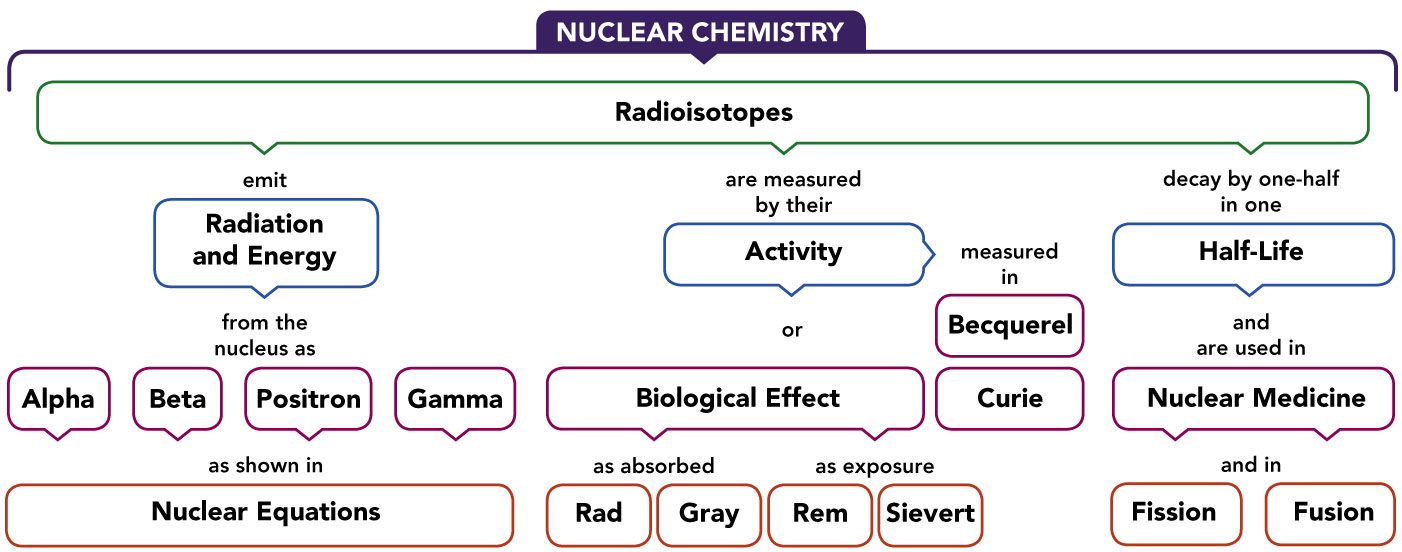 NUCLEAR CHEMISTRY
Radioisotopes
emit
Radiation
and Energy
from the
nucleus as
Alpha
Beta
Positron
Gamma
as shown in
Nuclear Equations
are measured
by their
Activity
measured
in
Becquerel
Curie
or
Biological Effect
as absorbed
Rad
Gray
as exposure
Rem
Sievert
decay by one-half
in one
Half-Life
and
are used in
Nuclear Medicine
and in
Fission
Fusion